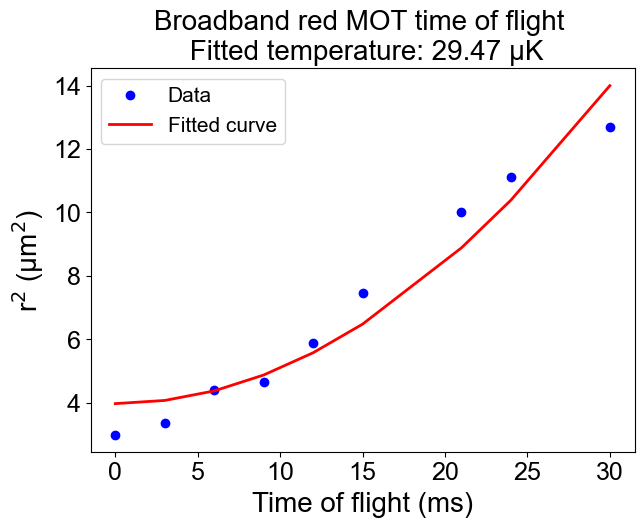 Broadband red MOT time of flight
Fitted temperature: 29.47 μK
Data
Fitted curve
r² (μm²)
14
12
10
8
6
4
0 5 10 15 20 25 30
Time of flight (ms)